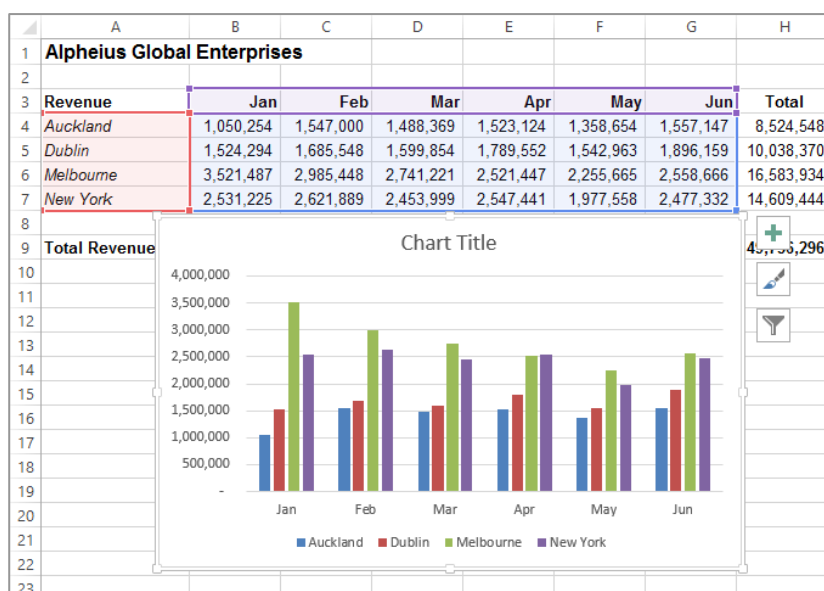 A B C D E F G H
1 Alpheius Global Enterprises
2
3 Revenue Jan Feb Mar Apr May Jun Total
4 Auckland 1,050,254 1,547,000 1,488,369 1,523,124 1,358,654 1,557,147 8,524,548
5 Dublin 1,524,294 1,685,548 1,599,854 1,789,552 1,542,963 1,896,159 10,038,370
6 Melbourne 3,521,487 2,985,448 2,741,221 2,521,447 2,255,665 2,558,666 16,583,934
7 New York 2,531,225 2,621,889 2,453,999 2,547,441 1,977,558 2,477,332 14,609,444
8
9 Total Revenue
10
11
12
13
14
15
16
17
18
19
20
21
22
23
Chart Title
4,000,000
3,500,000
3,000,000
2,500,000
2,000,000
1,500,000
1,000,000
500,000
-
Jan Feb Mar Apr May Jun
Auckland Dublin Melbourne New York